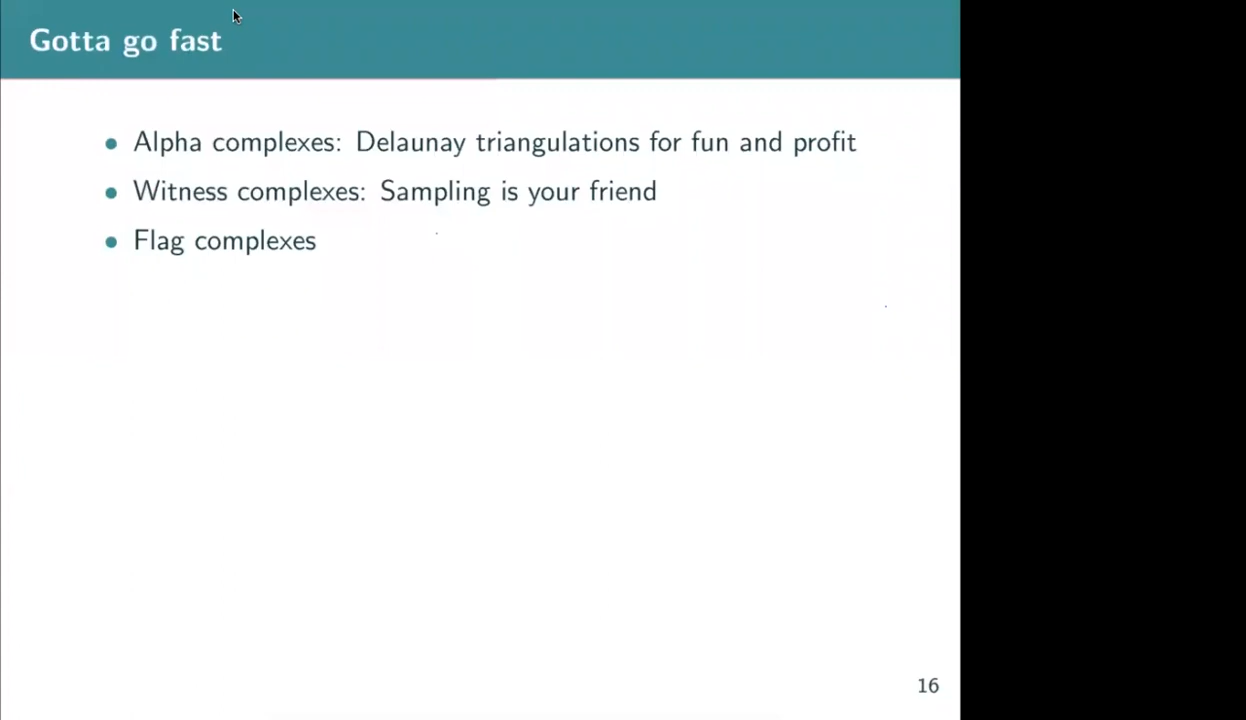 Gotta go fast
• Alpha complexes: Delaunay triangulations for fun and profit
• Witness complexes: Sampling is your friend
• Flag complexes
16